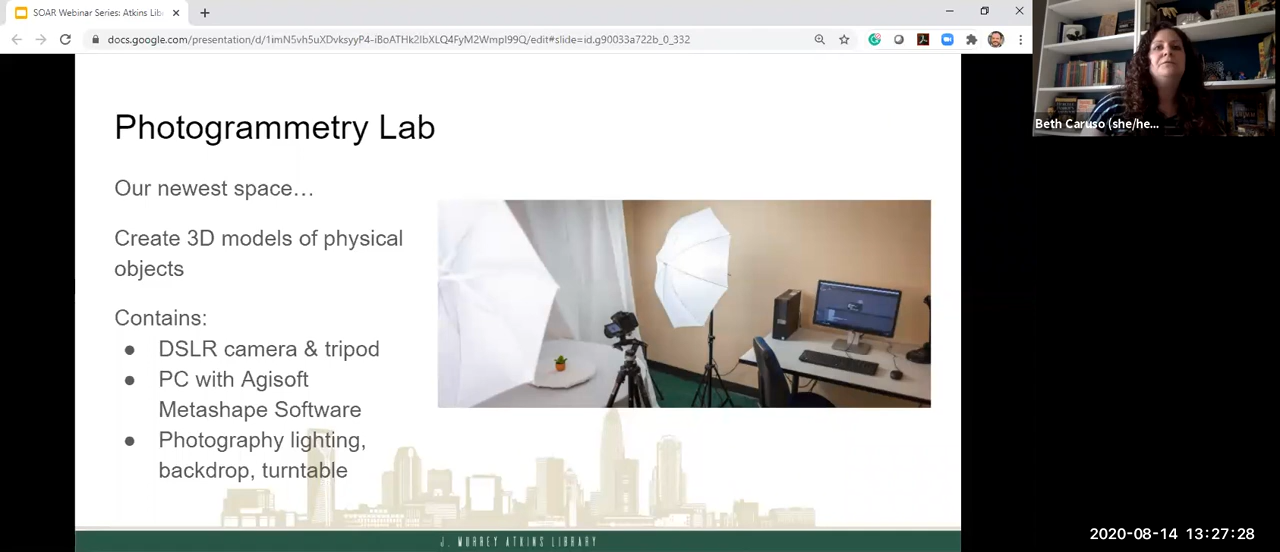 SOAR Webinar Series: Atkins Lib
docs.google.com/presentation/d/1imN5vh5uXDvksyyP4-iBoATHk2lbXLQ4FyM2WmpI99Q/edit#slide=id.g90033a722b_0_332
Photogrammetry Lab
Our newest space…
Create 3D models of physical
objects
Contains:
● DSLR camera & tripod
● PC with Agisoft
Metashape Software
● Photography lighting,
backdrop, turntable
J. MURREY ATKINS LIBRARY
Beth Caruso (she/he...
2020-08-14 13:27:28